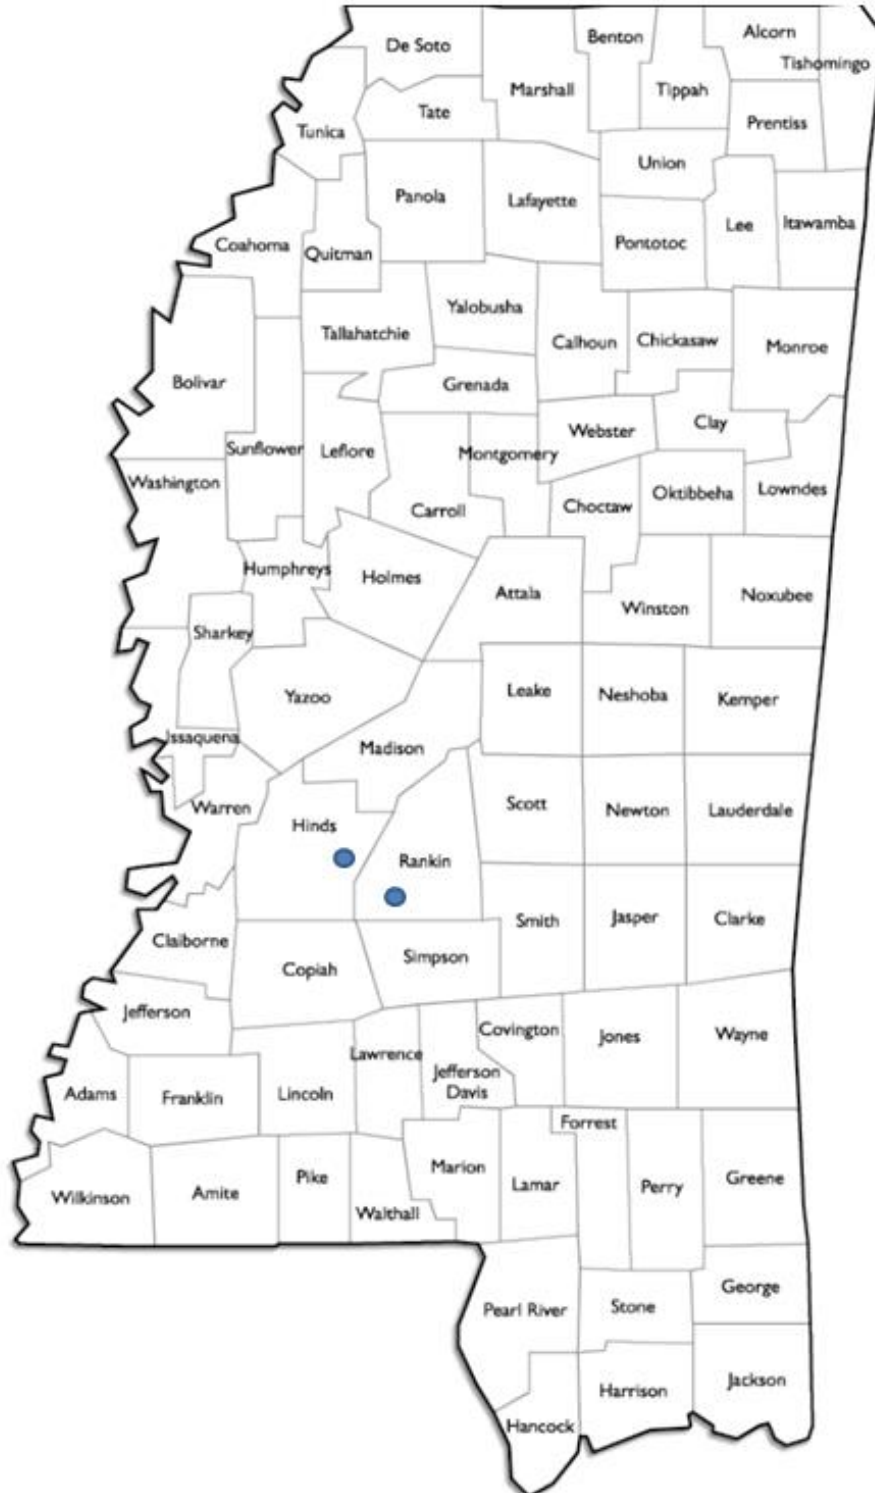 Benton
Alcorn
De Soto
Tishomingo
Marshall
Tippah
Tate
Prentiss
Tunica
Union
Panola
Lafayette
Lee
Itawamba
Coahoma
Quitman
Pontotoc
Yalobusha
Tallahatchie
Calhoun
Chickasaw
Monroe
Bolivar
Grenada
Clay
Webster
Sunflower
Leflore
Montgomery
Washington
Oktibbeha
Lowndes
Choctaw
Carroll
Humphreys
Holmes
Attala
Noxubee
Winston
Sharkey
Leake
Neshoba
Kemper
Yazoo
Issaquena
Madison
Scott
Warren
Newton
Lauderdale
Hinds
Rankin
Smith
Jasper
Clarke
Claiborne
Simpson
Copiah
Jefferson
Covington
Jones
Wayne
Lawrence
Jefferson
Davis
Adams
Franklin
Lincoln
Forrest
Marion
Pike
Greene
Lamar
Perry
Wilkinson
Amite
Walthall
George
Pearl River
Stone
Jackson
Harrison
Hancock